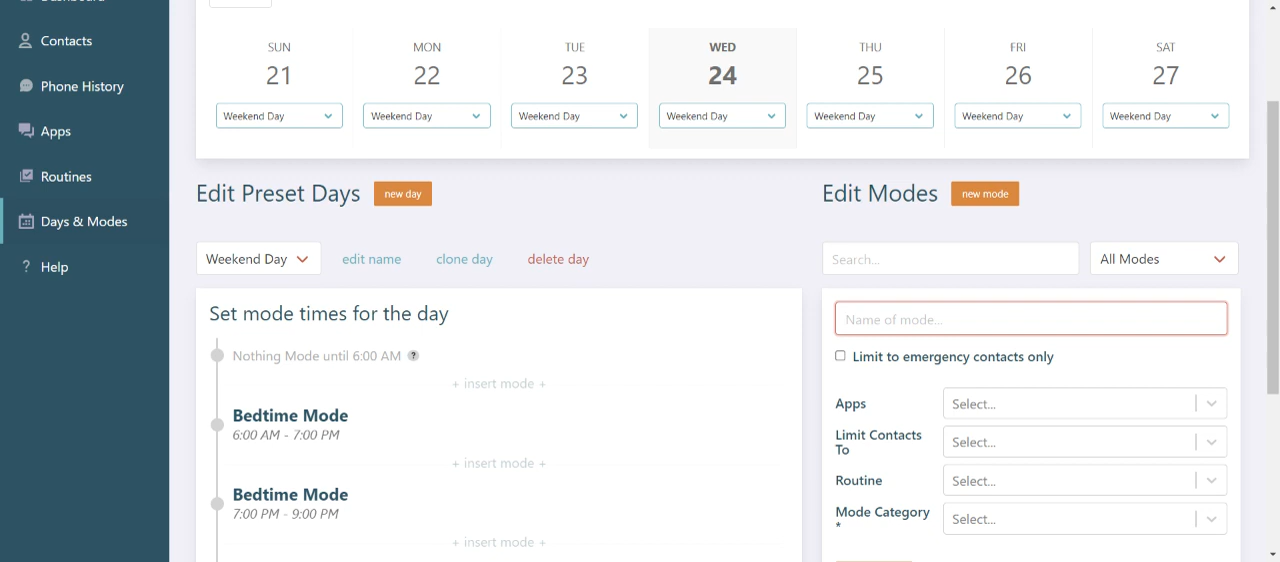 Dashboard
Contacts
Phone History
Apps
Routines
Days & Modes
? Help
SUN MON TUE WED THU FRI SAT
21 22 23 24 25 26 27
Weekend Day Weekend Day Weekend Day Weekend Day Weekend Day Weekend Day Weekend Day
Edit Preset Days new day
Weekend Day edit name clone day delete day
Set mode times for the day
Nothing Mode until 6:00 AM ?
+ insert mode +
Bedtime Mode
6:00 AM - 7:00 PM
+ insert mode +
Bedtime Mode
7:00 PM - 9:00 PM
+ insert mode +
Edit Modes new mode
Search... All Modes
Name of mode...
Limit to emergency contacts only
Apps Select...
Limit Contacts
To Select...
Routine Select...
Mode Category
* Select...